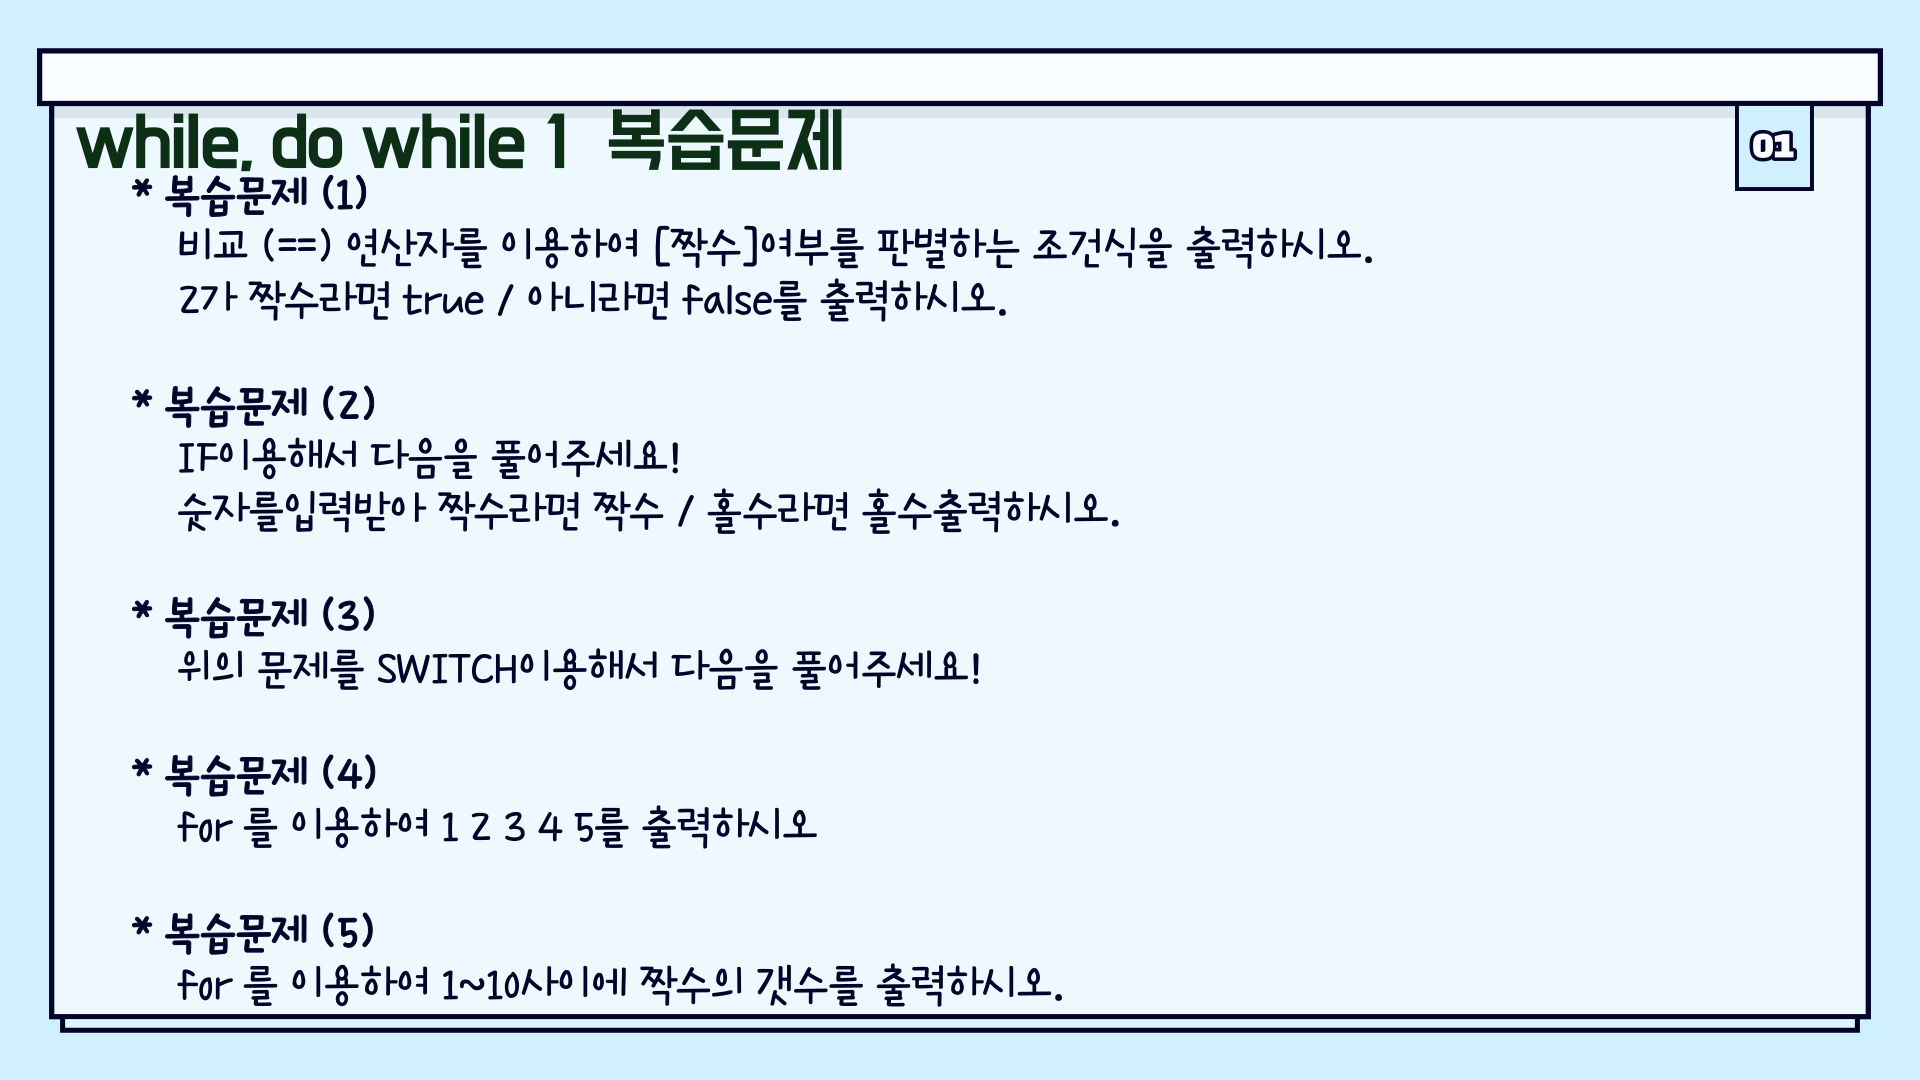 while, do while 1 복습문제
01
* 복습문제 (1)
비교 (==) 연산자를 이용하여 [짝수]여부를 판별하는 조건식을 출력하시오.
27가 짝수라면 true / 아니라면 false를 출력하시오.
* 복습문제 (2)
IF이용해서 다음을 풀어주세요!
숫자를입력받아 짝수라면 짝수 / 홀수라면 홀수출력하시오.
* 복습문제 (3)
위의 문제를 SWITCH이용해서 다음을 풀어주세요!
* 복습문제 (4)
for 를 이용하여 1 2 3 4 5를 출력하시오
* 복습문제 (5)
for 를 이용하여 1~10사이에 짝수의 갯수를 출력하시오.